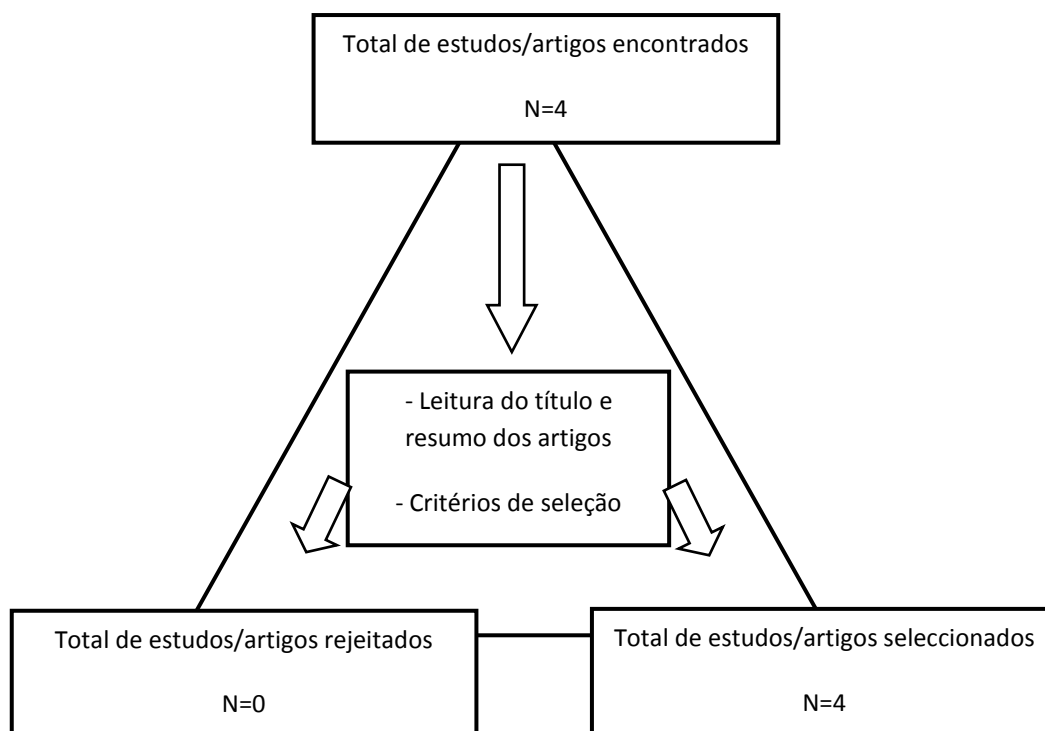 Total de estudos/artigos encontrados
N=4
- Leitura do título e
resumo dos artigos
- Critérios de seleção
Total de estudos/artigos rejeitados
N=0
Total de estudos/artigos seleccionados
N=4